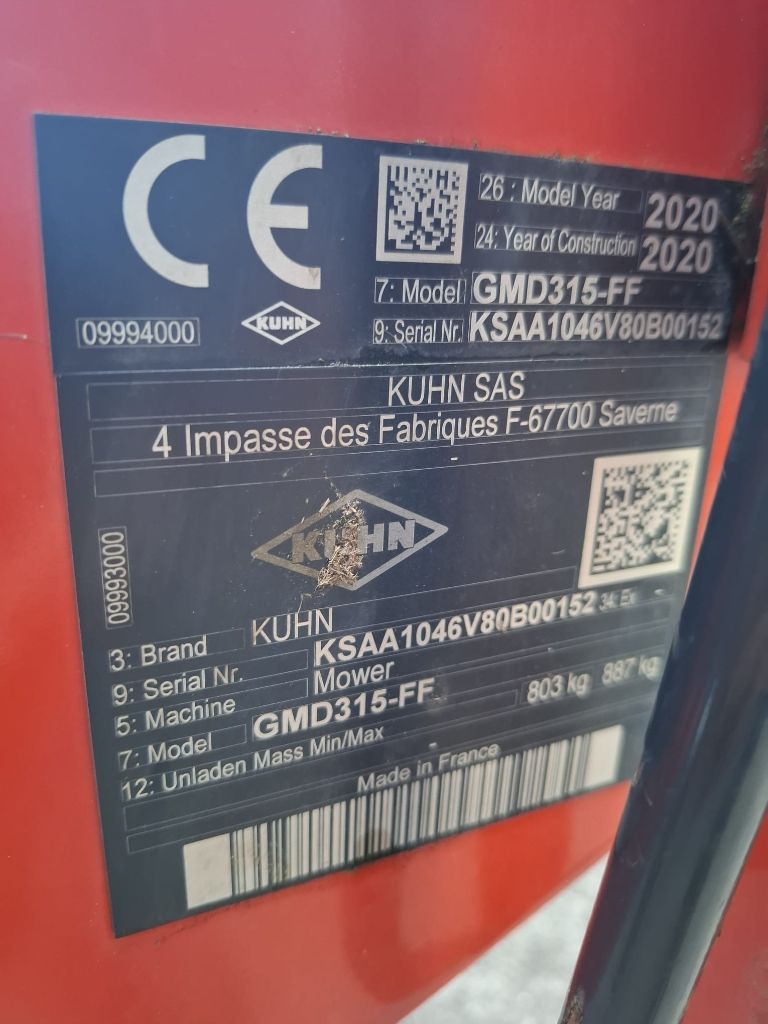 CE
26 : Model Year 2020
24: Year of Construction 2020
7: Model GMD315-FF
09994000 KUHN 9: Serial Nr. KSAA1046V80B00152
KUHN SAS
4 Impasse des Fabriques F-67700 Saverne
KUHN
09993000
3: Brand KUHN
9: Serial Nr. KSAA1046V80B00152 34: Ex
5: Machine Mower
7: Model GMD315-FF
12: Unladen Mass Min/Max 803 kg 887 kg
Made in France